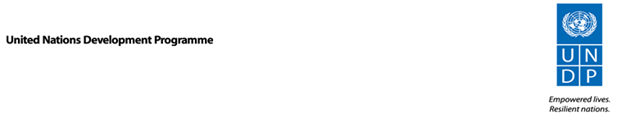 United Nations Development Programme
U N
D P
Empowered lives.
Resilient nations.